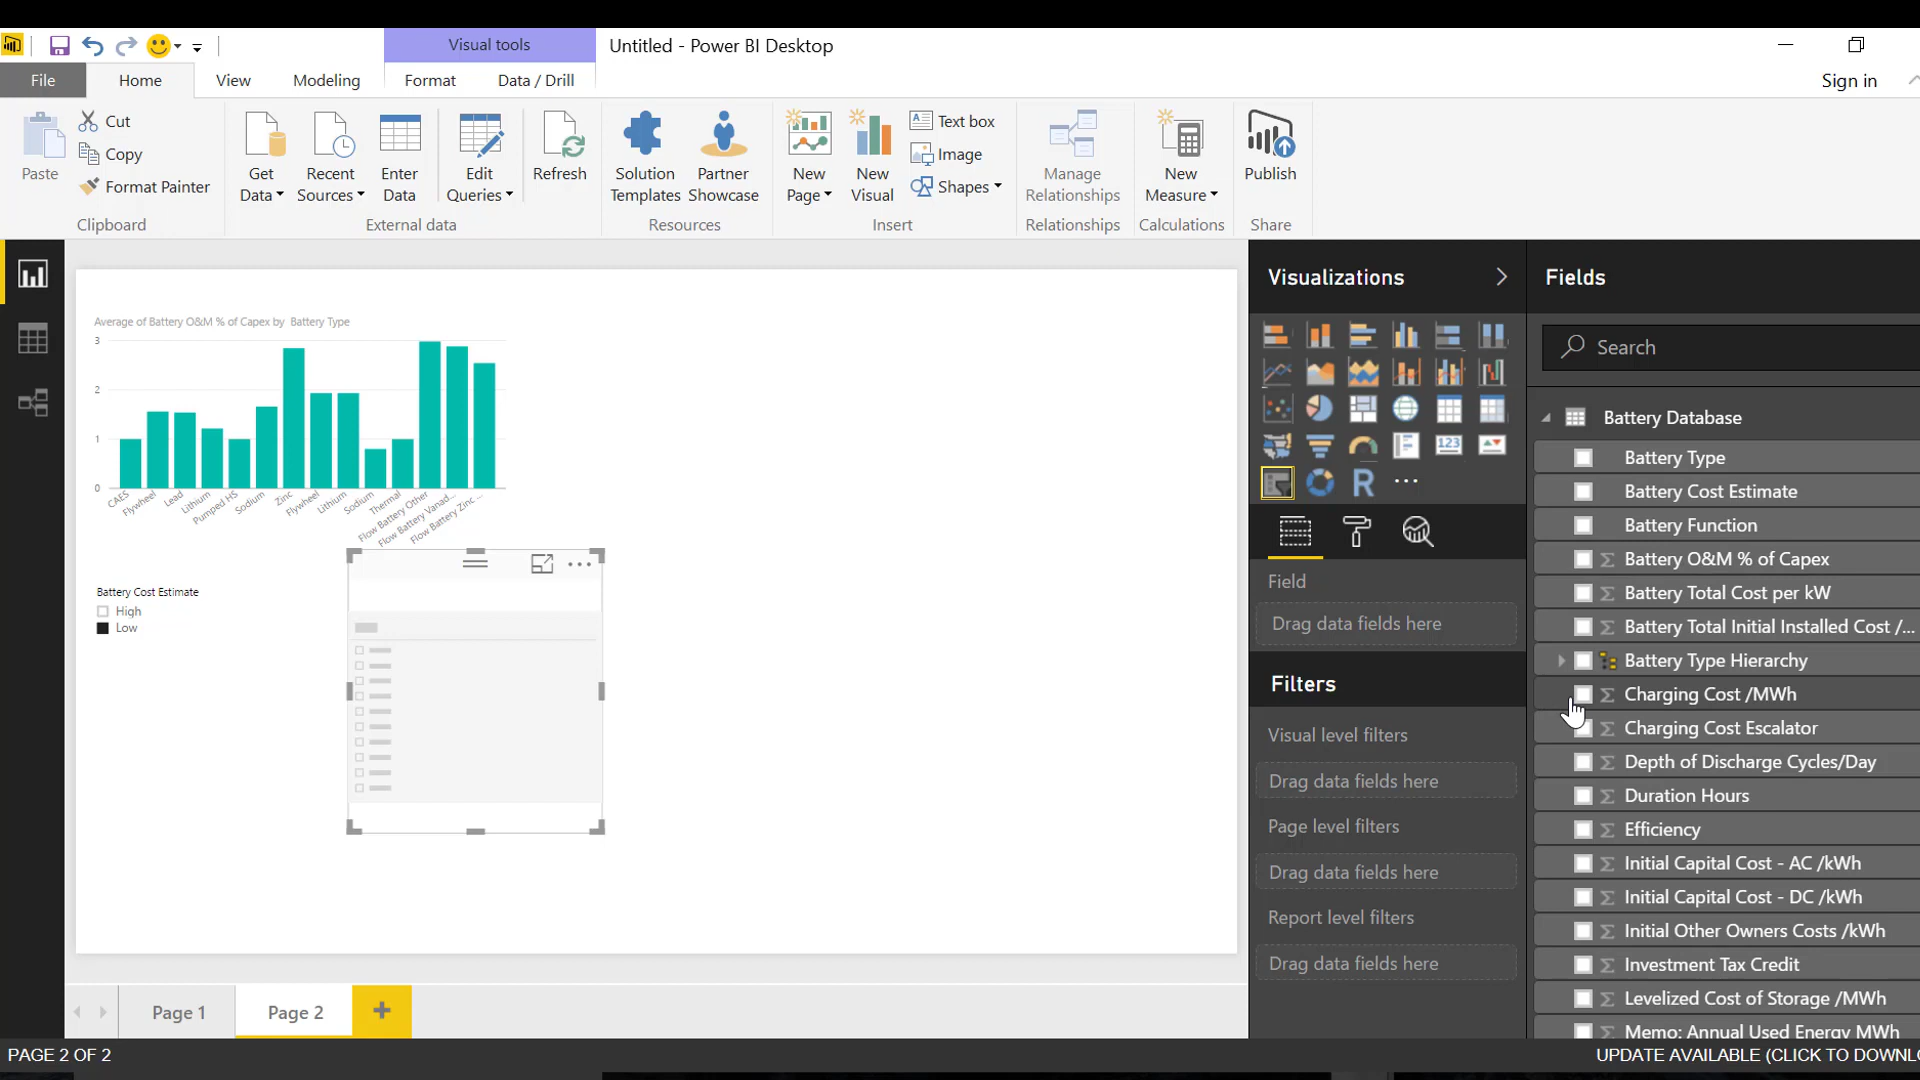 Visual tools
Untitled - Power BI Desktop
File
Home
View
Modeling
Format
Data / Drill
Sign in
Paste
Cut
Copy
Format Painter
Clipboard
Get Data
Recent Sources
Enter Data
Edit Queries
Refresh
External data
Solution Templates
Partner Showcase
Resources
New Page
New Visual
Text box
Image
Shapes
Insert
Manage Relationships
Relationships
New Measure
Calculations
Publish
Share
Average of Battery O&M % of Capex by Battery Type
3
2
1
0
CAES
Flywheel
Lead
Lithium
Pumped HS
Sodium
Zinc
Flywheel
Lithium
Sodium
Thermal
Flow Battery Other
Flow Battery Vanad...
Flow Battery Zinc ...
Battery Cost Estimate
High
Low
Visualizations
123
R
Field
Drag data fields here
Filters
Visual level filters
Drag data fields here
Page level filters
Drag data fields here
Report level filters
Drag data fields here
Fields
Search
Battery Database
Battery Type
Battery Cost Estimate
Battery Function
Σ Battery O&M % of Capex
Σ Battery Total Cost per kW
Σ Battery Total Initial Installed Cost /...
Battery Type Hierarchy
Σ Charging Cost /MWh
Σ Charging Cost Escalator
Σ Depth of Discharge Cycles/Day
Σ Duration Hours
Σ Efficiency
Σ Initial Capital Cost - AC /kWh
Σ Initial Capital Cost - DC /kWh
Σ Initial Other Owners Costs /kWh
Σ Investment Tax Credit
Σ Levelized Cost of Storage /MWh
Σ Memo: Annual Used Energy MWh
Page 1
Page 2
PAGE 2 OF 2
UPDATE AVAILABLE (CLICK TO DOWNLO